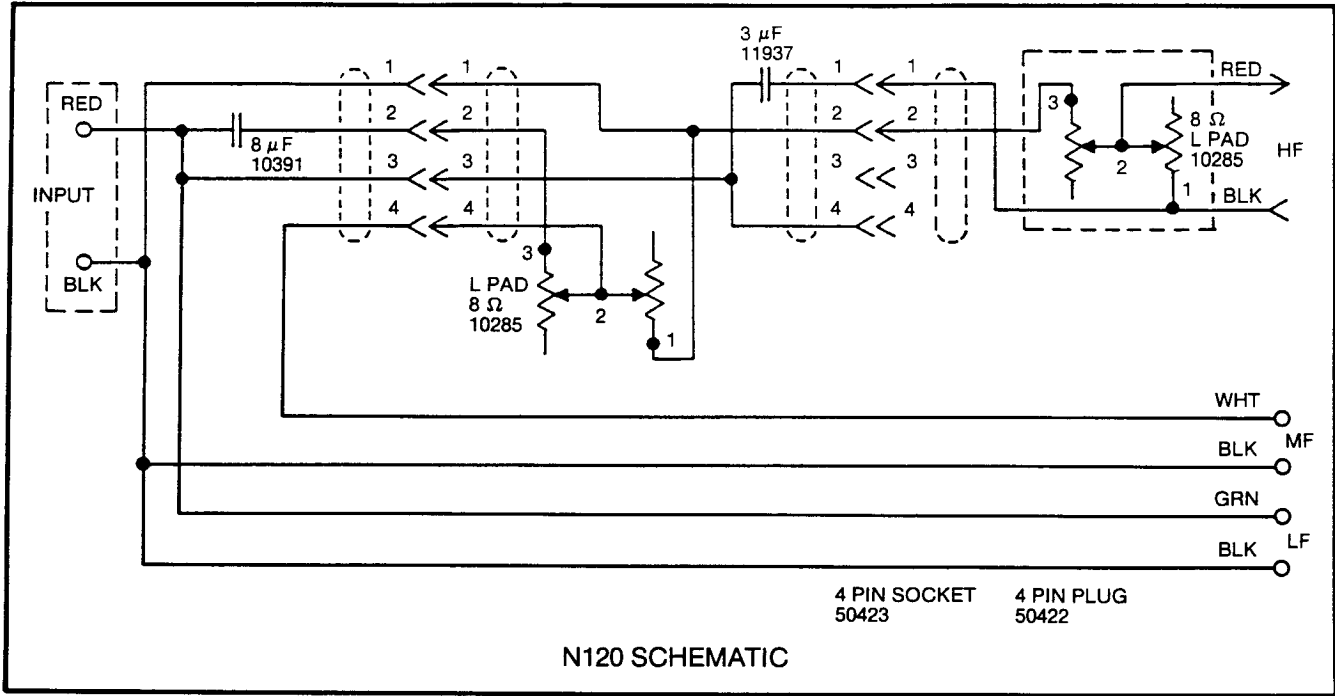 RED
INPUT
BLK
8 µF
10391
1
2
3
4
1
2
3
4
3
L PAD
8 Ω
10285
2
1
3 µF
11937
1
2
3
4
1
2
3
4
3
2
8 Ω
L PAD
10285
1
RED
HF
BLK
WHT
MF
BLK
GRN
LF
BLK
4 PIN SOCKET
50423
4 PIN PLUG
50422
N120 SCHEMATIC